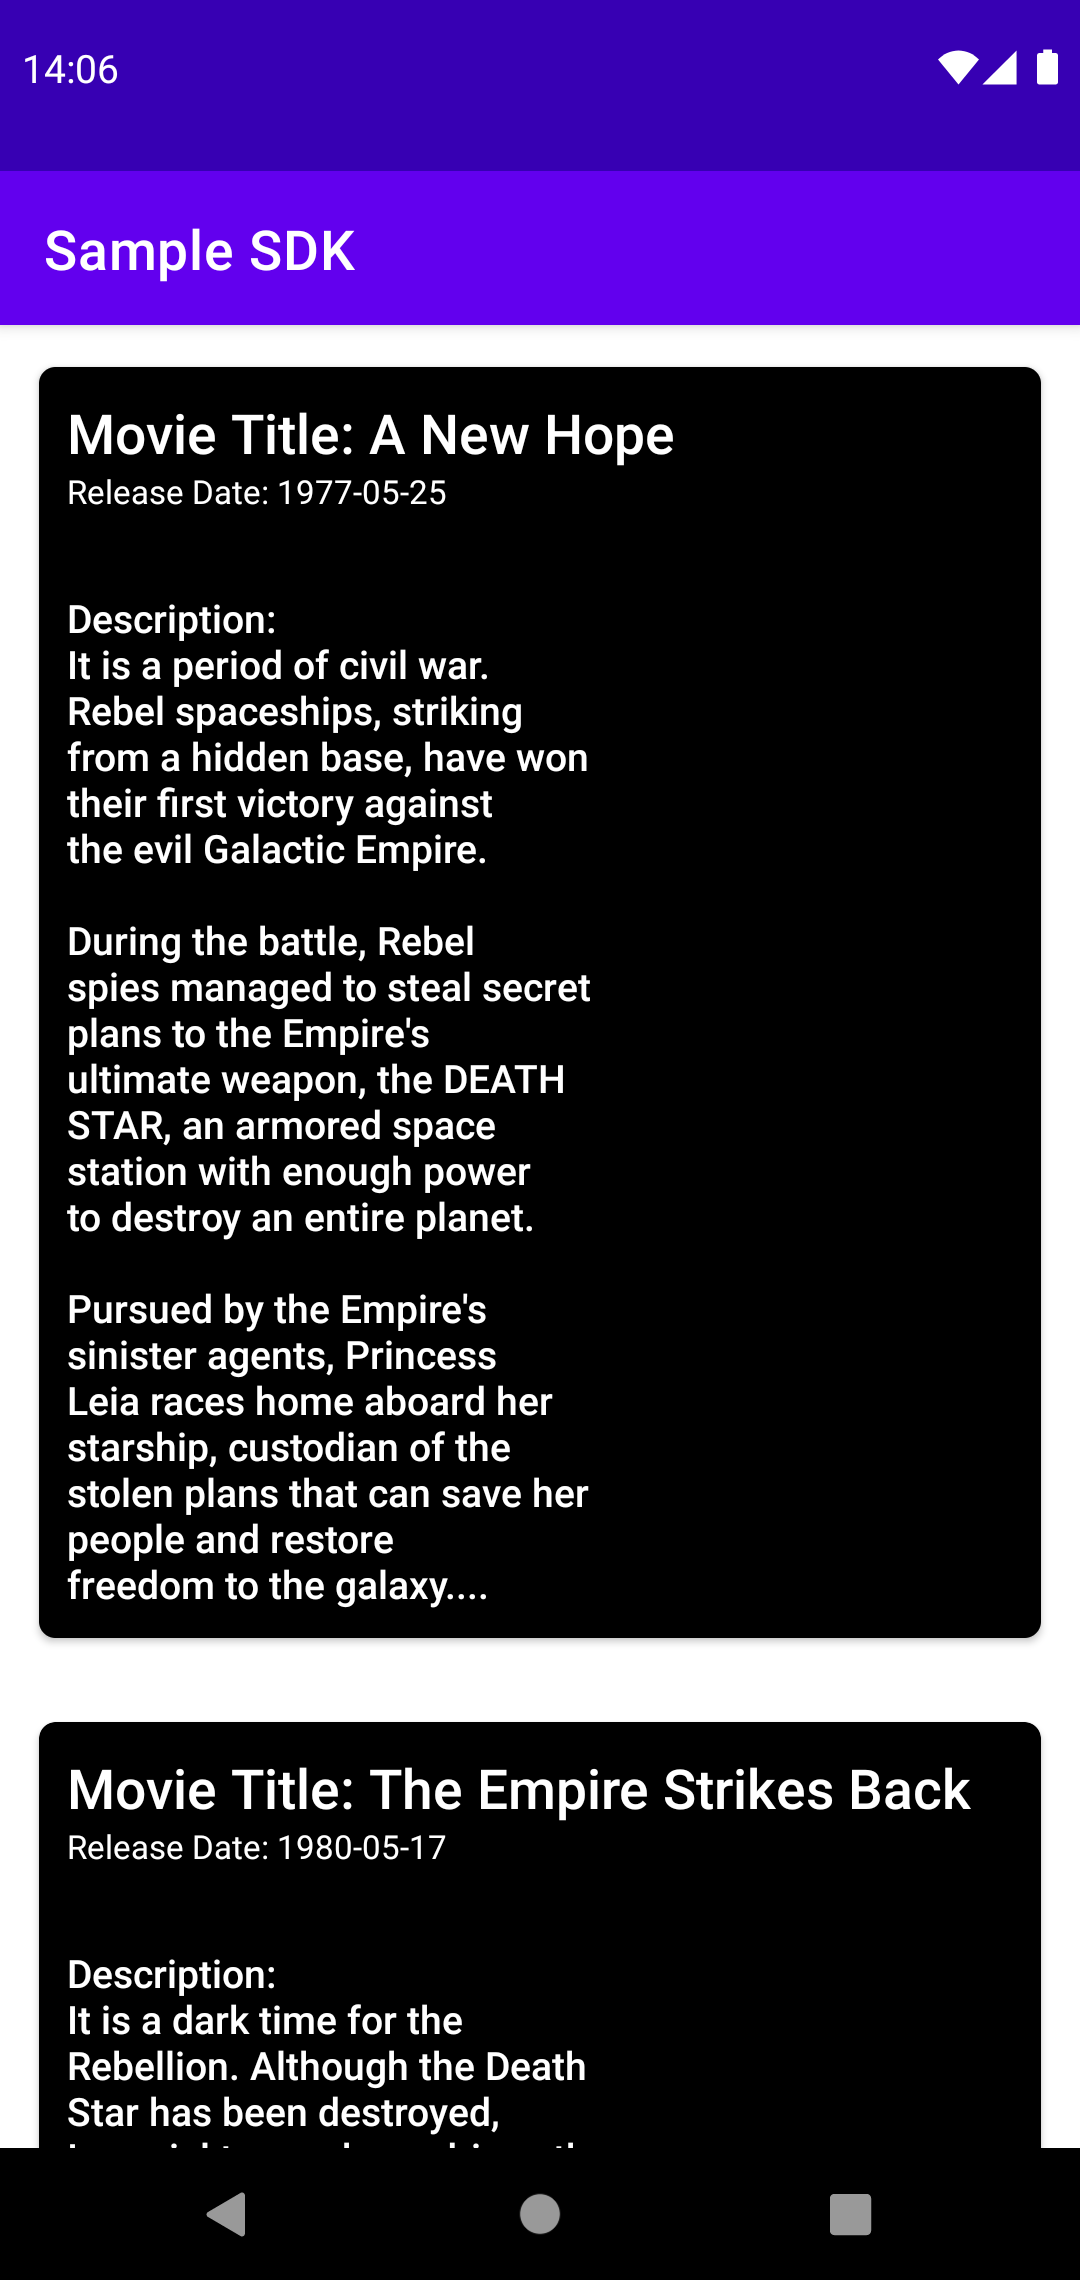 14:06
Sample SDK
Movie Title: A New Hope
Release Date: 1977-05-25
Description:
It is a period of civil war.
Rebel spaceships, striking
from a hidden base, have won
their first victory against
the evil Galactic Empire.
During the battle, Rebel
spies managed to steal secret
plans to the Empire's
ultimate weapon, the DEATH
STAR, an armored space
station with enough power
to destroy an entire planet.
Pursued by the Empire's
sinister agents, Princess
Leia races home aboard her
starship, custodian of the
stolen plans that can save her
people and restore
freedom to the galaxy....
Movie Title: The Empire Strikes Back
Release Date: 1980-05-17
Description:
It is a dark time for the
Rebellion. Although the Death
Star has been destroyed,